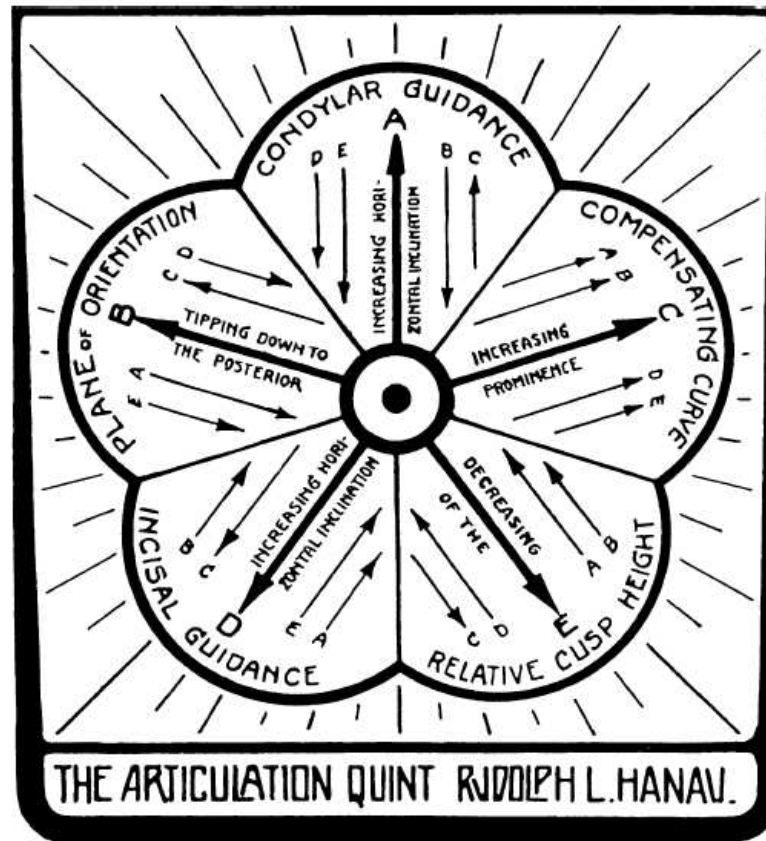 CONDYLAR GUIDANCE
A
D E B C
INCREASING HORI-
ZONTAL INCLINATION
COMPENSATING CURVE
A
B
C
INCREASING
PROMINENCE
D
E
PLANE OF ORIENTATION
D
C
B
TIPPING DOWN TO
THE POSTERIOR
A
E
INCISAL GUIDANCE
B
C
INCREASING HORI-
ZONTAL INCLINATION
D
E
A
RELATIVE CUSP HEIGHT
DECREASING
OF THE
B
A
E
D
C
THE ARTICULATION QUINT RUDOLPH L. HANAU.